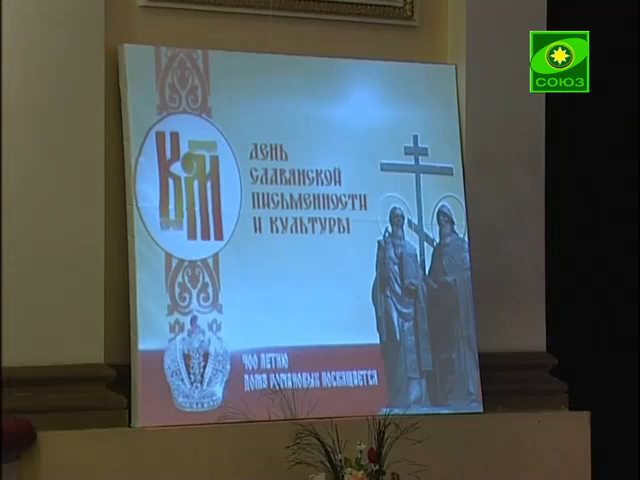 СОЮЗ
КМ
ДЕНЬ
СЛАВЯНСКОЙ
ПИСЬМЕННОСТИ
И КУЛЬТУРЫ
400 ЛЕТИЮ
ДОМА РОМАНОВЫХ ПОСВЯЩАЕТСЯ